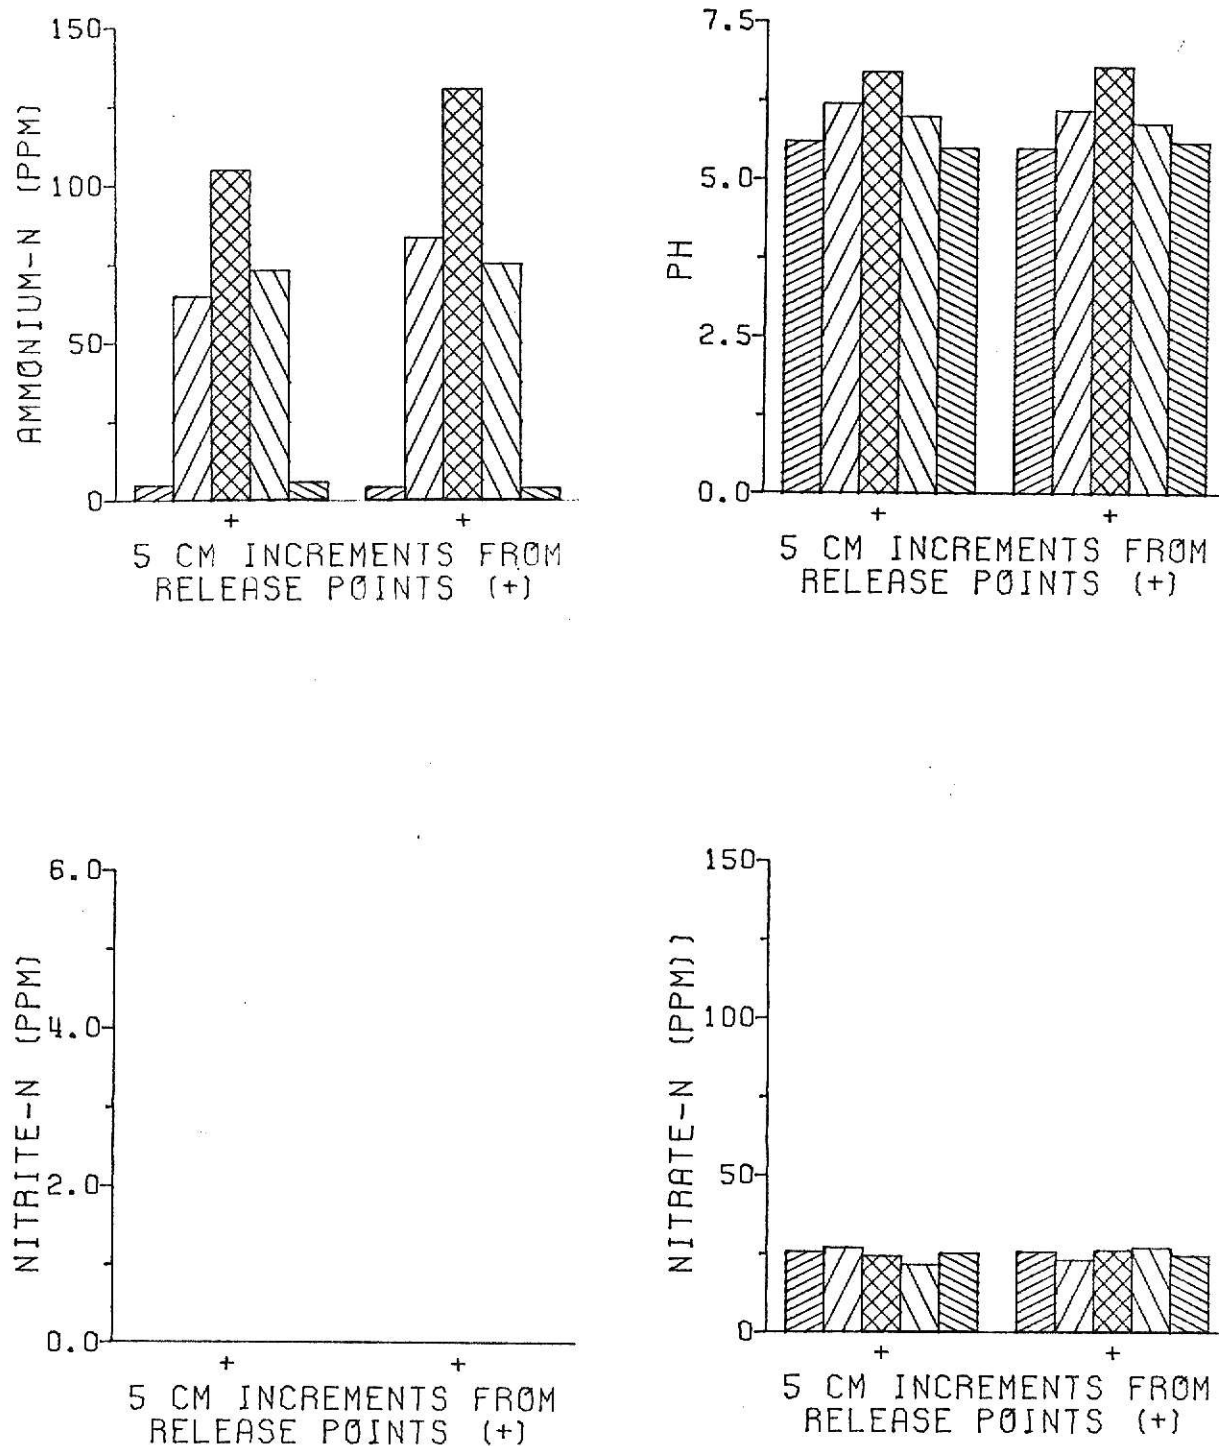 AMMONIUM-N (PPM)
150
100
50
0
+ +
5 CM INCREMENTS FROM
RELEASE POINTS (+)
PH
7.5
5.0
2.5
0.0
+ +
5 CM INCREMENTS FROM
RELEASE POINTS (+)
NITRITE-N (PPM)
6.0
4.0
2.0
0.0
+ +
5 CM INCREMENTS FROM
RELEASE POINTS (+)
NITRATE-N (PPM))
150
100
50
0
+ +
5 CM INCREMENTS FROM
RELEASE POINTS (+)